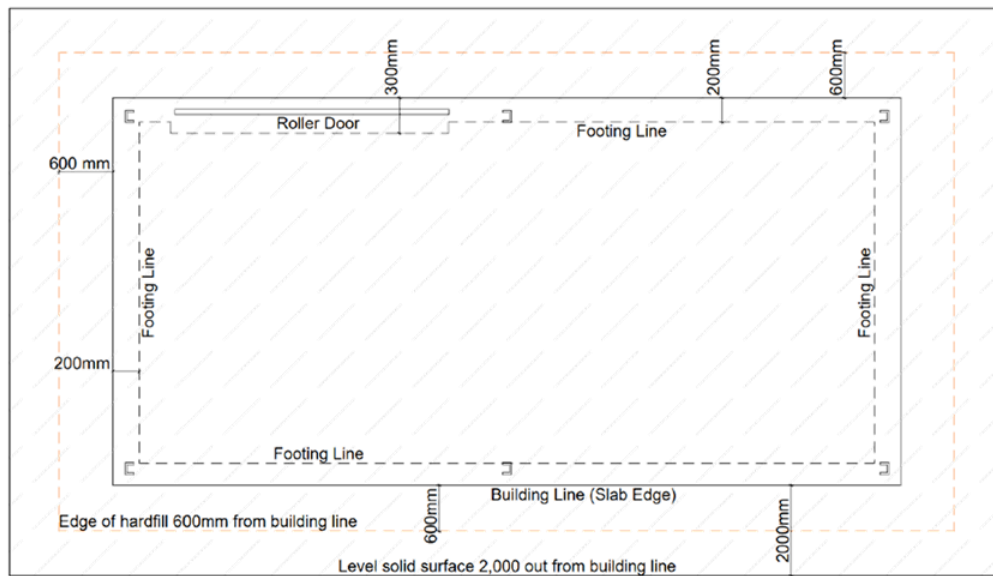 300mm
200mm
600mm
Roller Door
Footing Line
600 mm
Footing Line
Footing Line
200mm
Footing Line
Building Line (Slab Edge)
600mm
2000mm
Edge of hardfill 600mm from building line
Level solid surface 2,000 out from building line